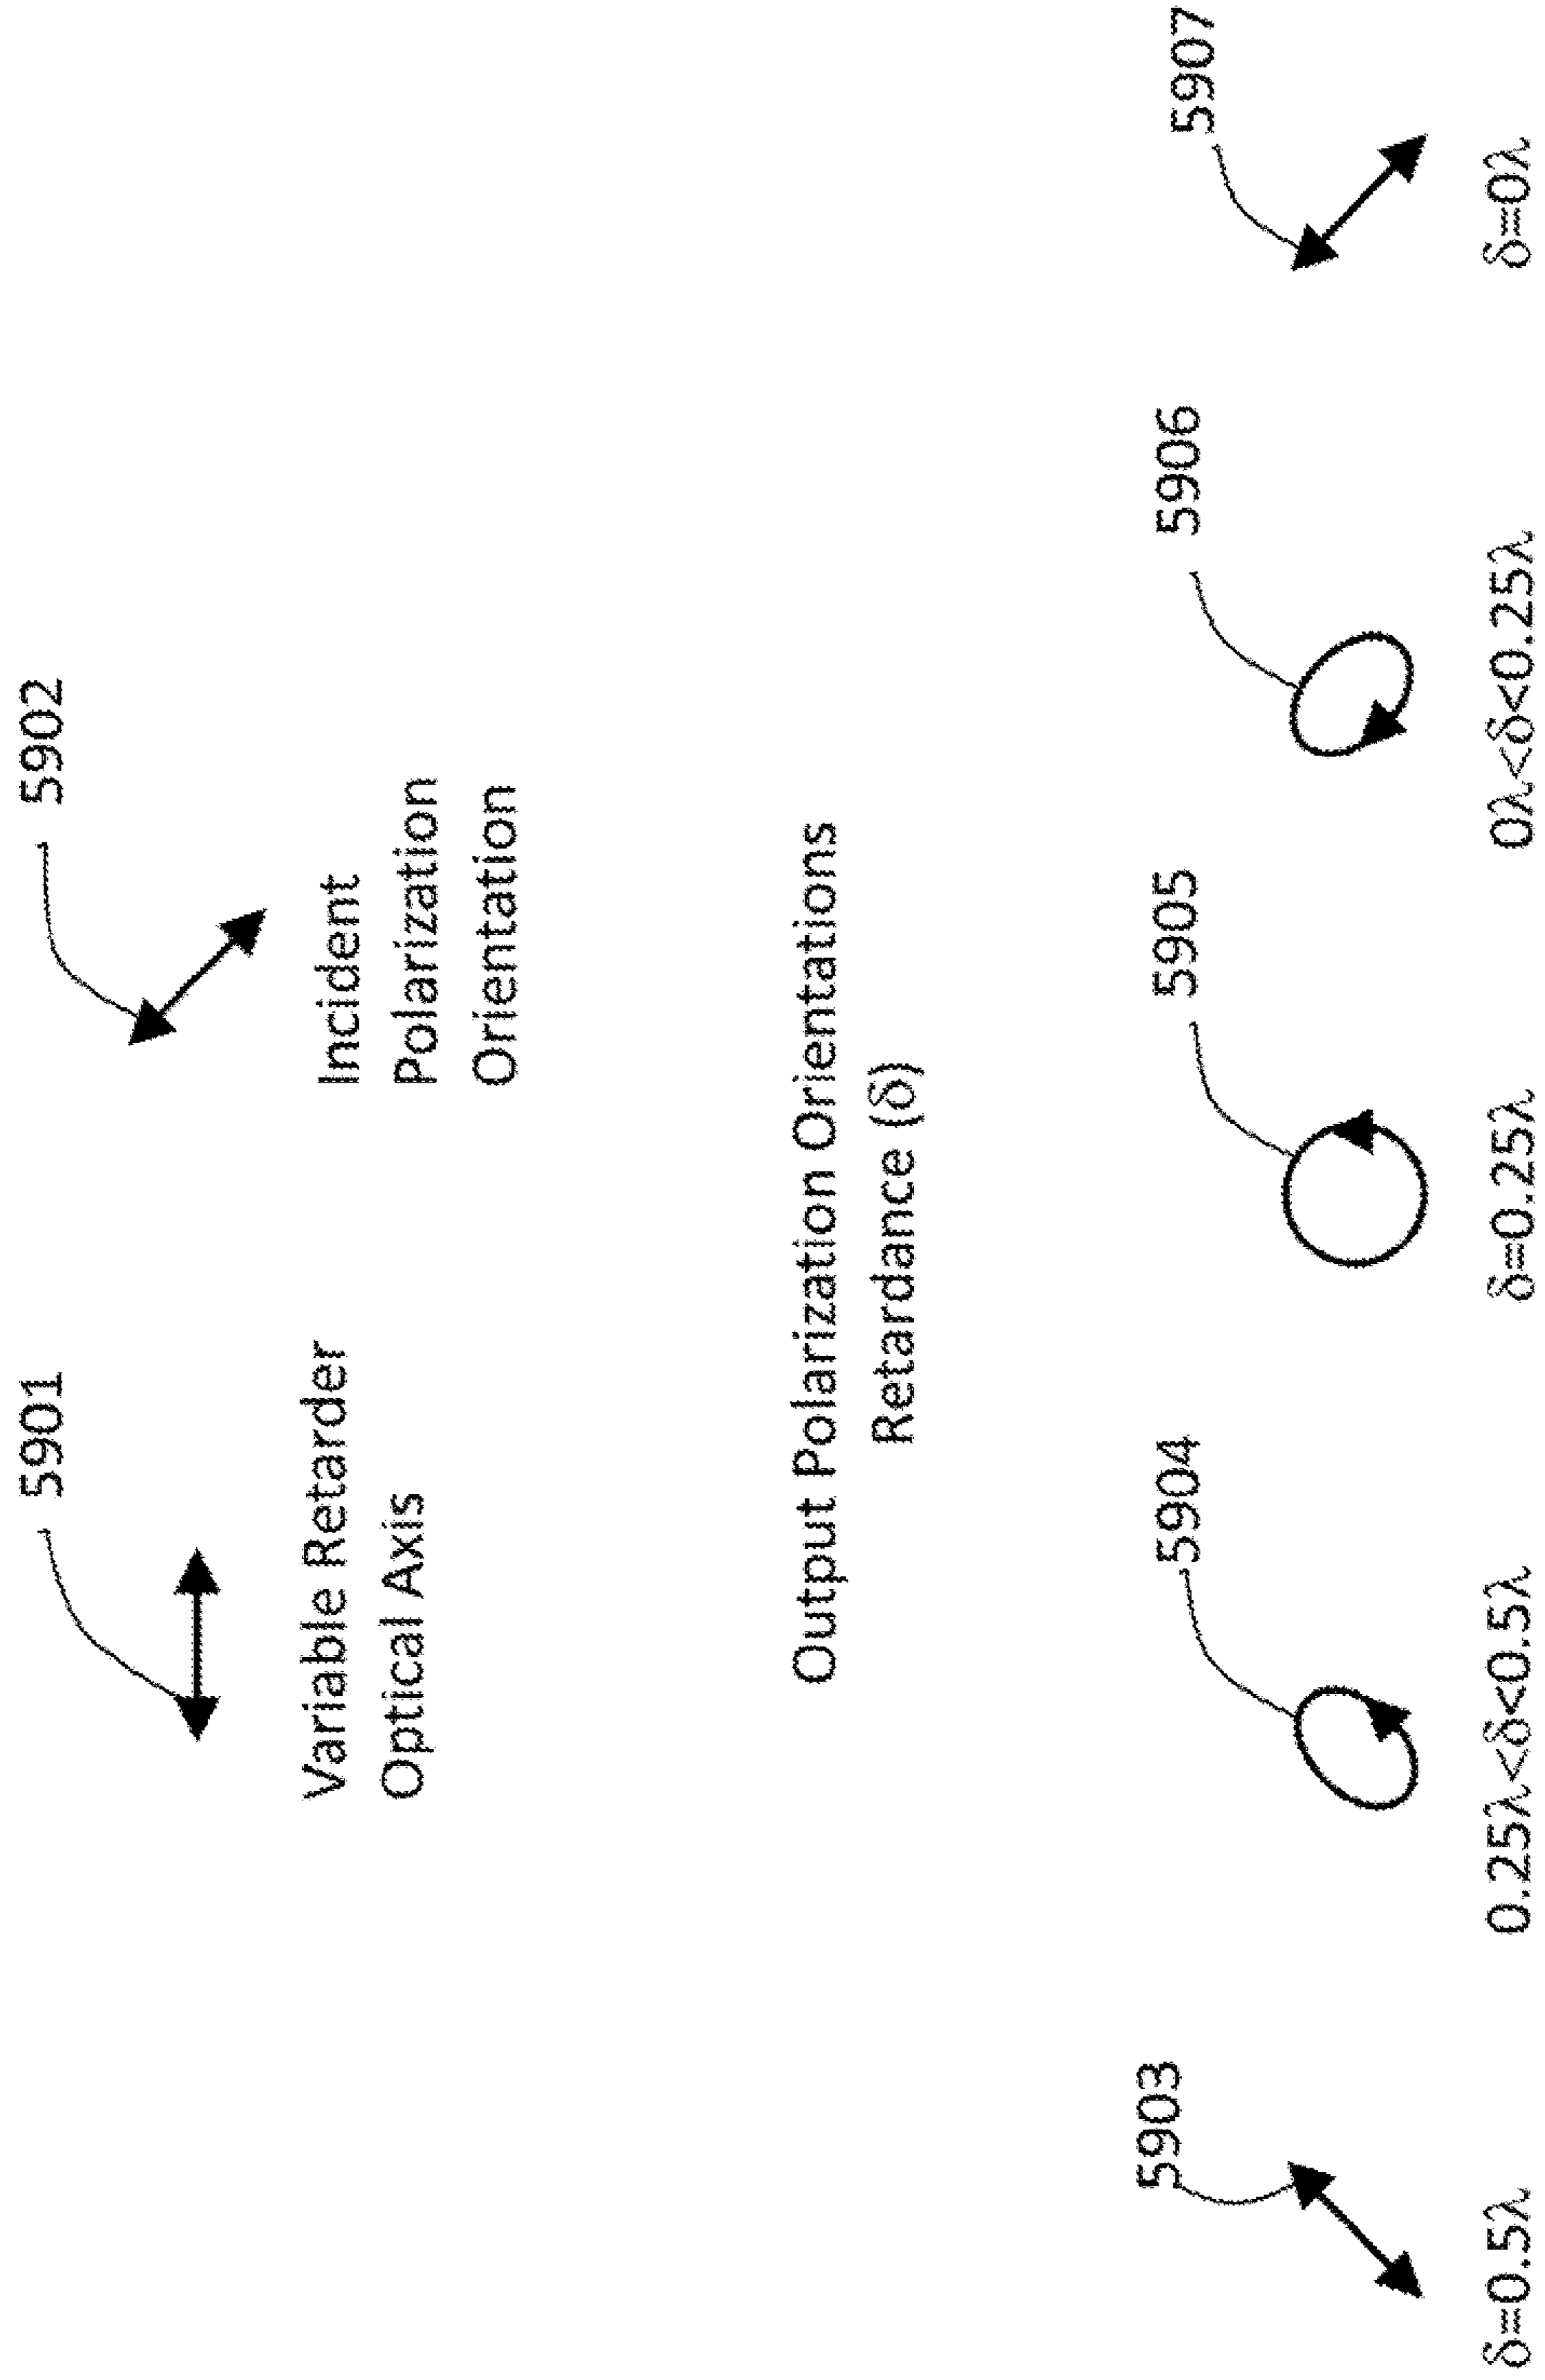 5901
5902
Variable Retarder
Optical Axis
Incident
Polarization
Orientation
Output Polarization Orientations
Retardance (δ)
5903
5904
5905
5906
5907
δ=0.5λ
0.25λ<δ<0.5λ
δ=0.25λ
0λ<δ<0.25λ
δ=0λ